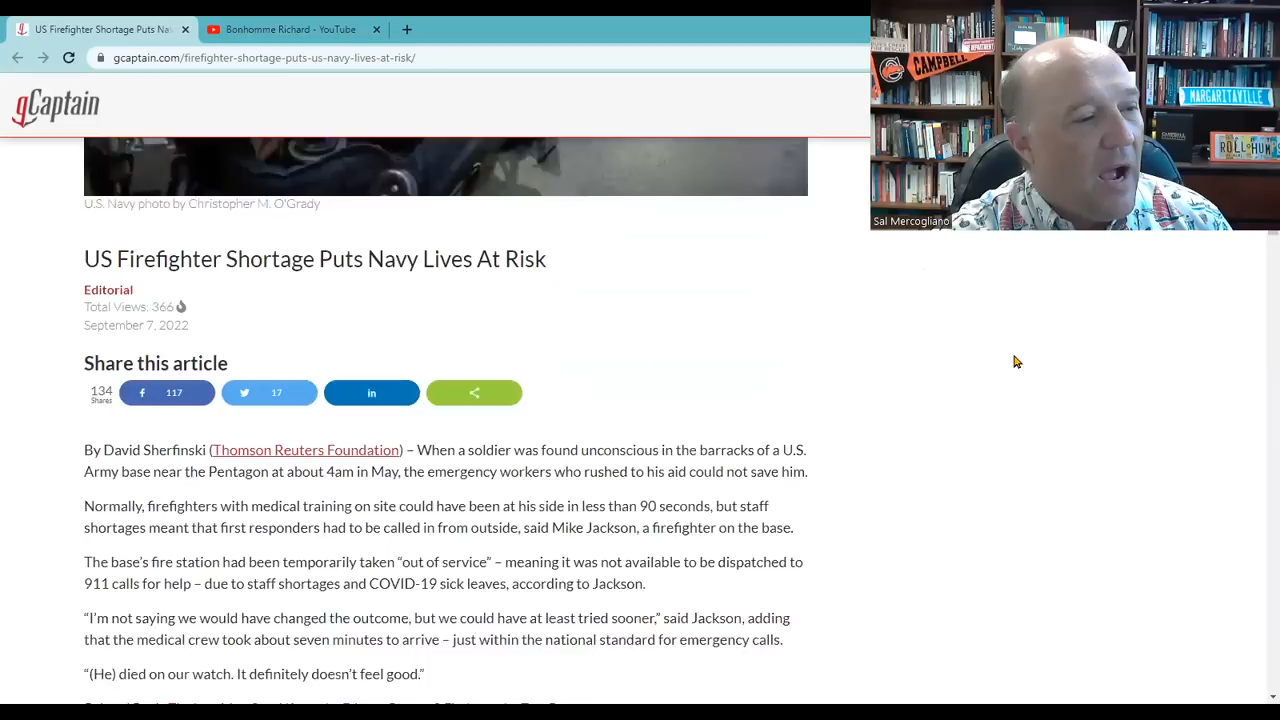 US Firefighter Shortage Puts Nav
Bonhomme Richard - YouTube
gcaptain.com/firefighter-shortage-puts-us-navy-lives-at-risk/
gCaptain
CAMPBELL
MARGARITAVILLE
Sal Mercogliano
U.S. Navy photo by Christopher M. O'Grady
US Firefighter Shortage Puts Navy Lives At Risk
Editorial
Total Views: 366
September 7, 2022
Share this article
134
Shares
117
17
in
By David Sherfinski (Thomson Reuters Foundation) – When a soldier was found unconscious in the barracks of a U.S.
Army base near the Pentagon at about 4am in May, the emergency workers who rushed to his aid could not save him.
Normally, firefighters with medical training on site could have been at his side in less than 90 seconds, but staff
shortages meant that first responders had to be called in from outside, said Mike Jackson, a firefighter on the base.
The base’s fire station had been temporarily taken “out of service” – meaning it was not available to be dispatched to
911 calls for help – due to staff shortages and COVID-19 sick leaves, according to Jackson.
“I’m not saying we would have changed the outcome, but we could have at least tried sooner,” said Jackson, adding
that the medical crew took about seven minutes to arrive – just within the national standard for emergency calls.
“(He) died on our watch. It definitely doesn’t feel good.”